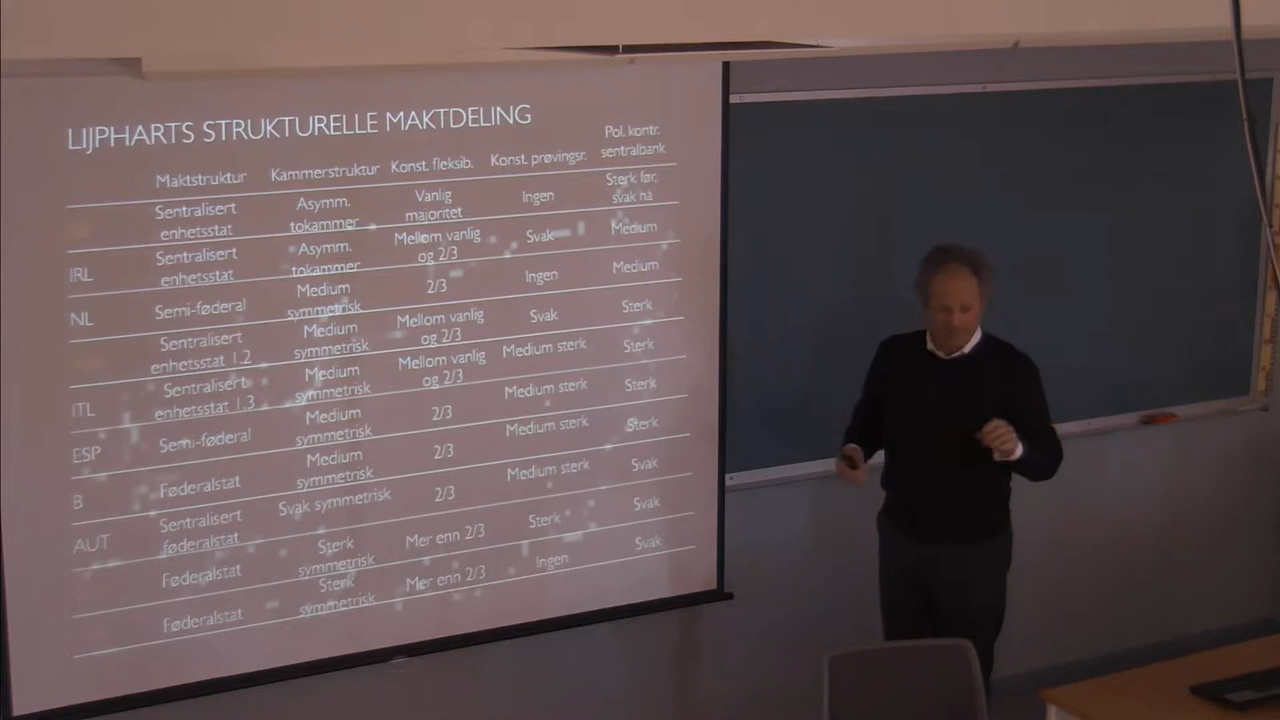 LIJPHARTS STRUKTURELLE MAKTDELING
Maktstruktur Kammerstruktur Konst. fleksib. Konst. prøvingsr. Pol. kontr. sentralbank
Sentralisert enhetsstat Asymm. tokammer Vanlig majoritet Ingen Sterk før, svak nå
IRL Sentralisert enhetsstat Asymm. tokammer Mellom vanlig og 2/3 Svak Medium
NL Semi-føderal Medium symmetrisk 2/3 Ingen Medium
Sentralisert enhetsstat 1.2 Medium symmetrisk Mellom vanlig og 2/3 Svak Sterk
ITL Sentralisert enhetsstat 1.3 Medium symmetrisk Mellom vanlig og 2/3 Medium sterk Sterk
ESP Semi-føderal Medium symmetrisk 2/3 Medium sterk Sterk
B Føderalstat Medium symmetrisk 2/3 Medium sterk Sterk
AUT Sentralisert føderalstat Svak symmetrisk 2/3 Medium sterk Svak
Føderalstat Sterk symmetrisk Mer enn 2/3 Sterk Svak
Føderalstat Sterk symmetrisk Mer enn 2/3 Ingen Svak